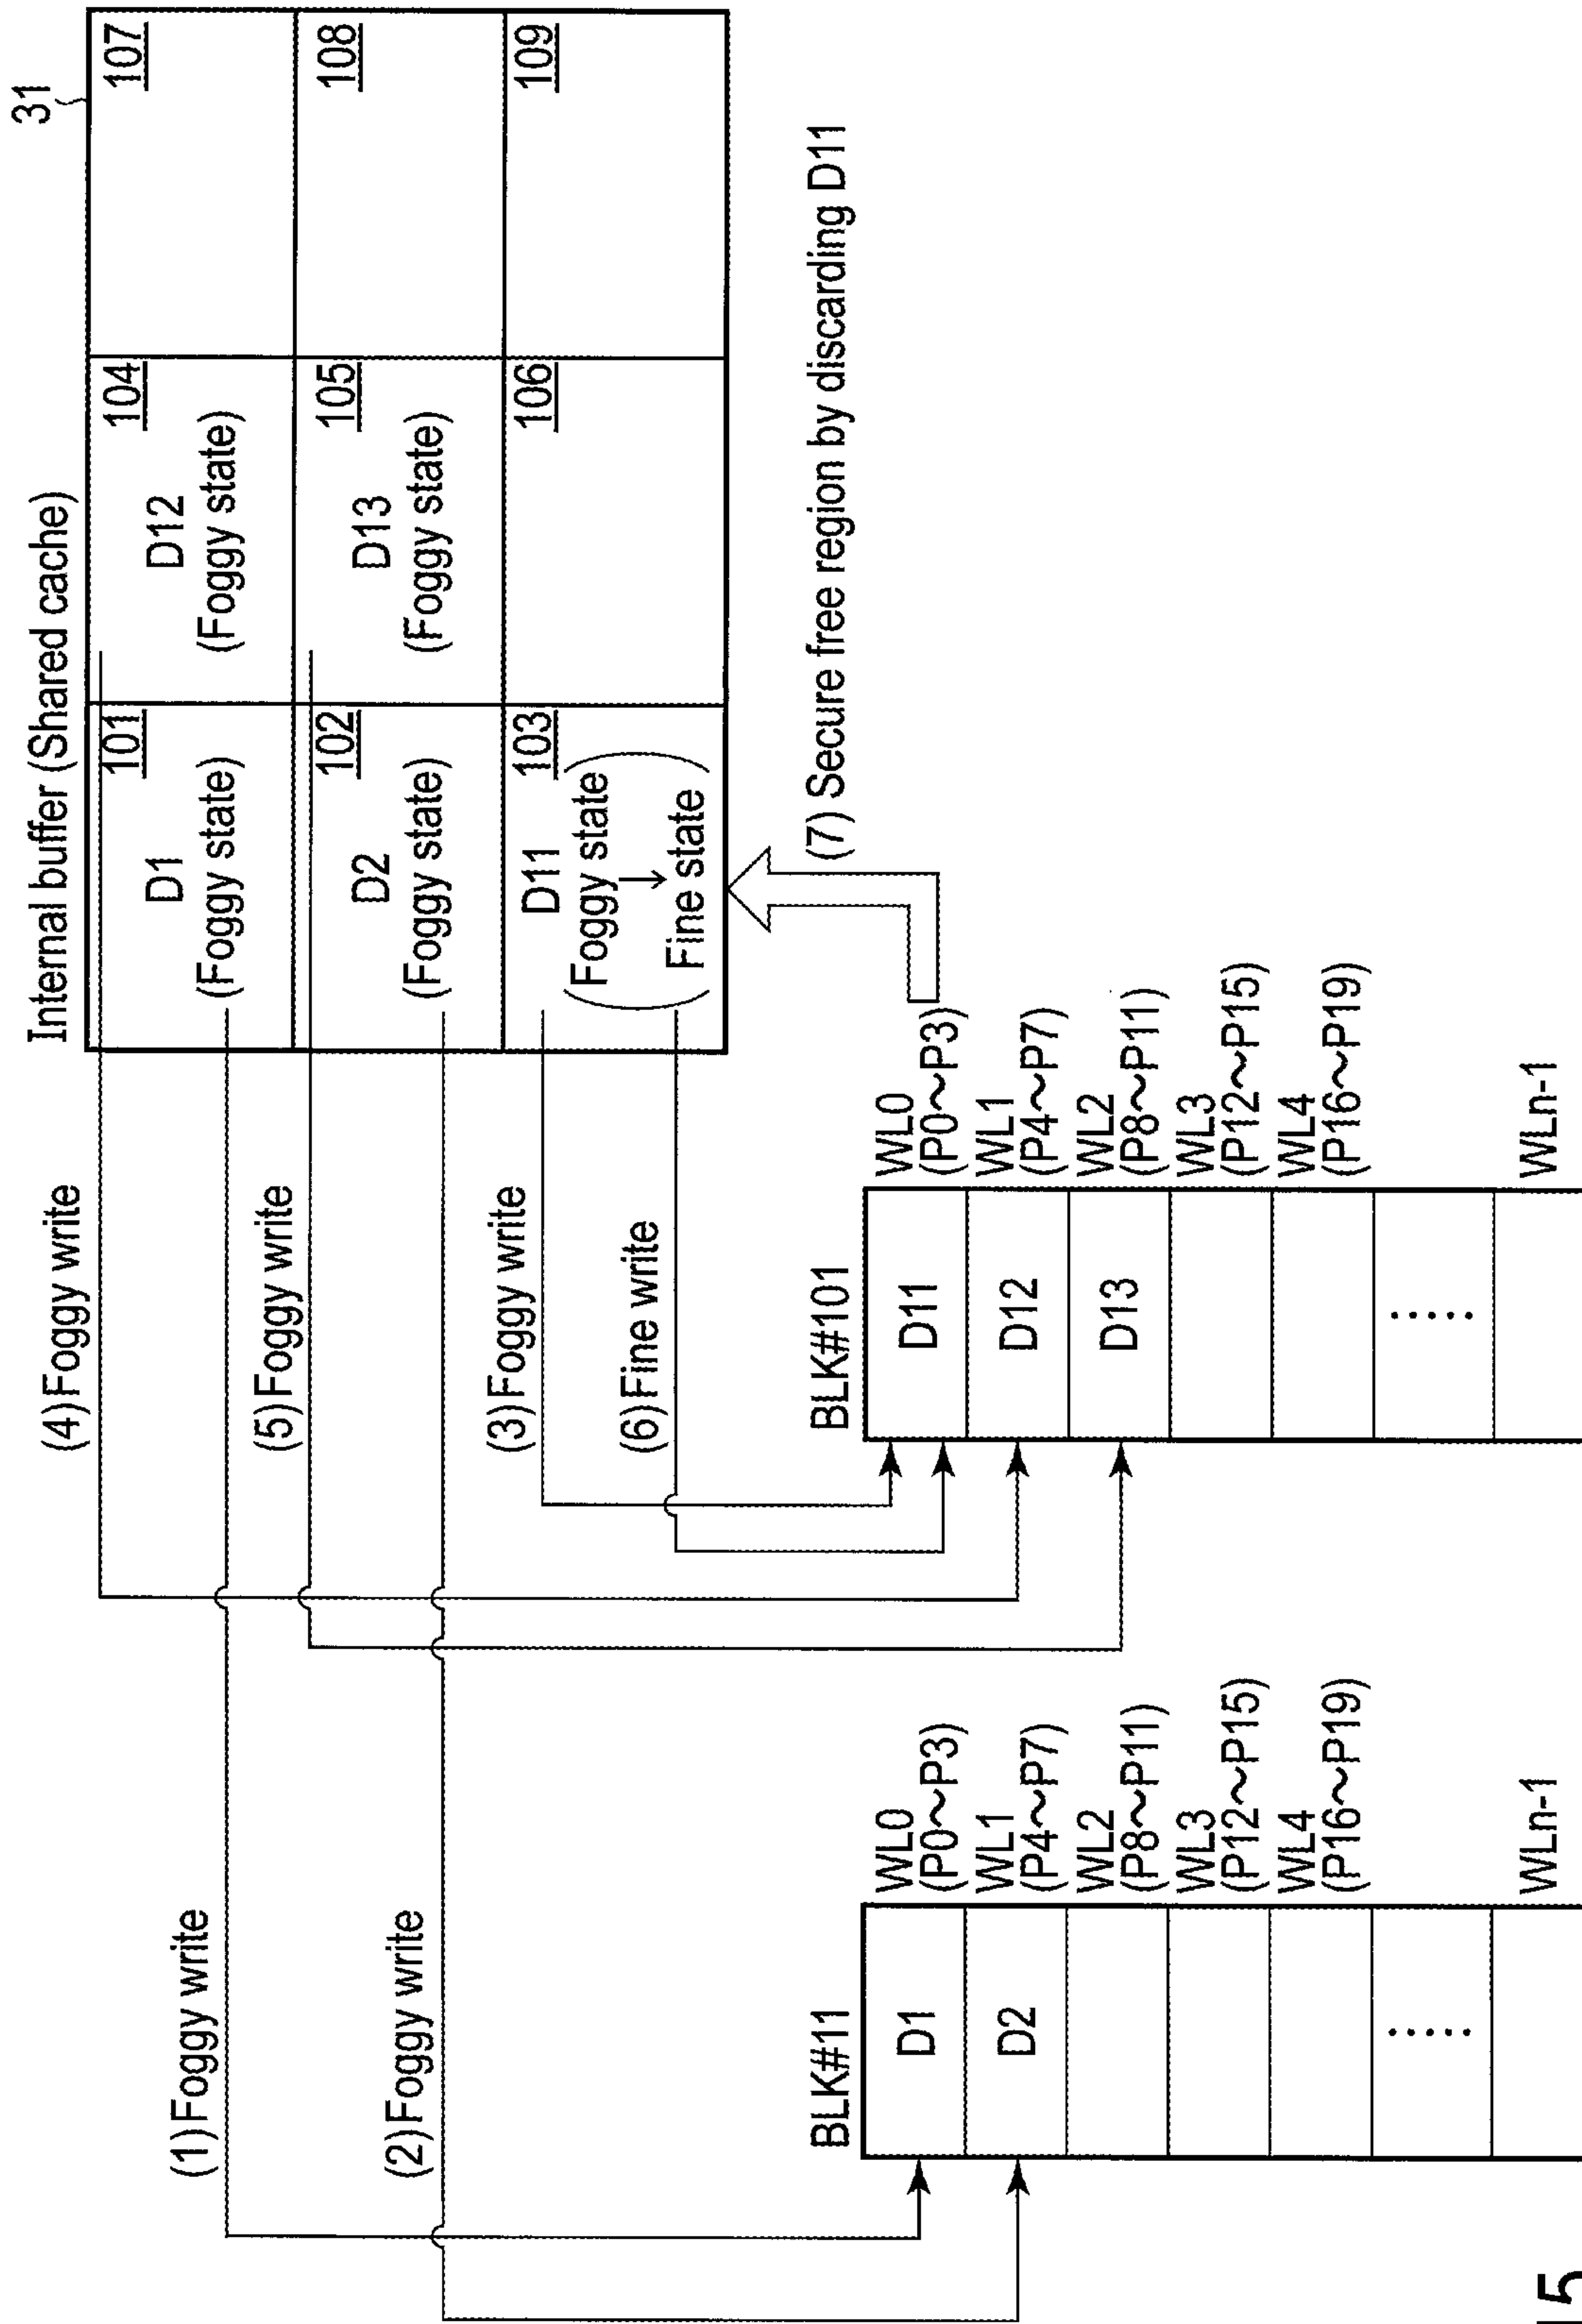 Internal buffer (Shared cache)
31
101
D1
(Foggy state)
104
D12
(Foggy state)
107
102
D2
(Foggy state)
105
D13
(Foggy state)
108
103
D11
Foggy state
Fine state
106
109
(4)Foggy write
(1)Foggy write
(5)Foggy write
(2)Foggy write
(3)Foggy write
(6)Fine write
(7) Secure free region by discarding D11
BLK#11
D1
WL0
(P0~P3)
D2
WL1
(P4~P7)
WL2
(P8~P11)
WL3
(P12~P15)
WL4
(P16~P19)
.....
WLn-1
BLK#101
D11
WL0
(P0~P3)
D12
WL1
(P4~P7)
D13
WL2
(P8~P11)
WL3
(P12~P15)
WL4
(P16~P19)
.....
WLn-1